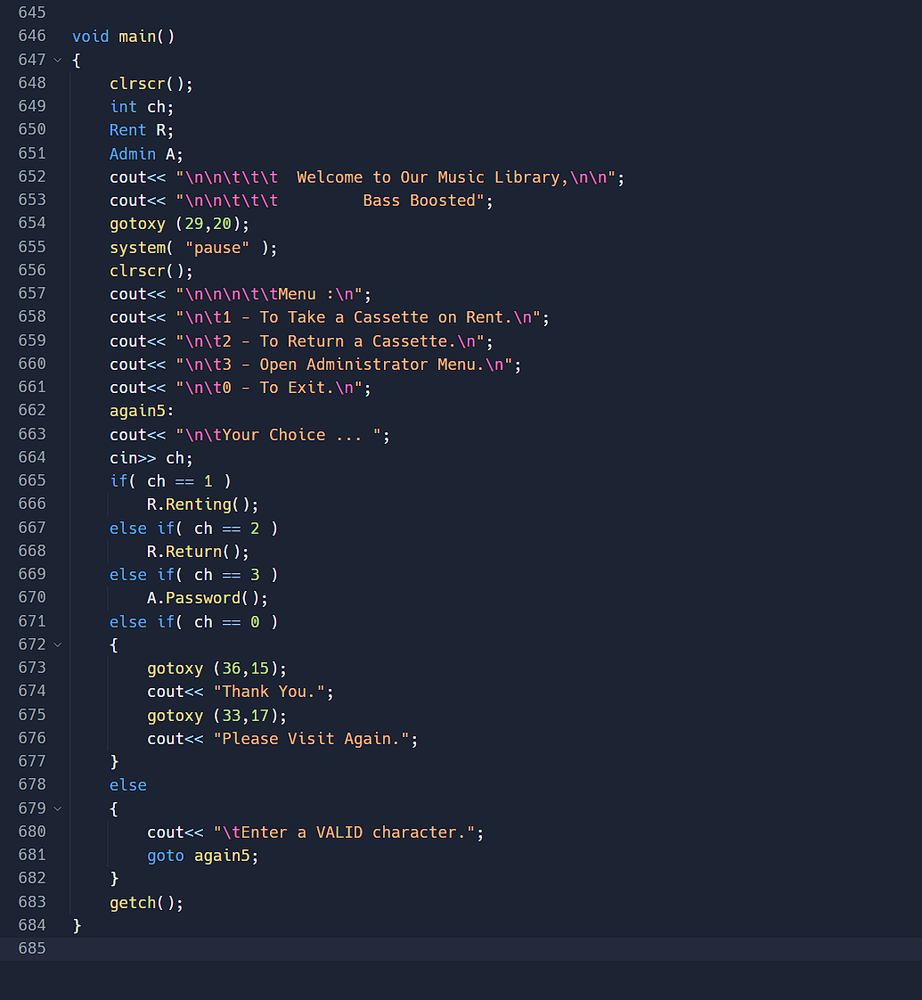 645
646 void main()
647 {
648     clrscr();
649     int ch;
650     Rent R;
651     Admin A;
652     cout<< "\n\n\t\t\t  Welcome to Our Music Library,\n\n";
653     cout<< "\n\n\t\t\t         Bass Boosted";
654     gotoxy (29,20);
655     system( "pause" );
656     clrscr();
657     cout<< "\n\n\n\t\tMenu :\n";
658     cout<< "\n\t1 - To Take a Cassette on Rent.\n";
659     cout<< "\n\t2 - To Return a Cassette.\n";
660     cout<< "\n\t3 - Open Administrator Menu.\n";
661     cout<< "\n\t0 - To Exit.\n";
662     again5:
663     cout<< "\n\tYour Choice ... ";
664     cin>> ch;
665     if( ch == 1 )
666         R.Renting();
667     else if( ch == 2 )
668         R.Return();
669     else if( ch == 3 )
670         A.Password();
671     else if( ch == 0 )
672     {
673         gotoxy (36,15);
674         cout<< "Thank You.";
675         gotoxy (33,17);
676         cout<< "Please Visit Again.";
677     }
678     else
679     {
680         cout<< "\tEnter a VALID character.";
681         goto again5;
682     }
683     getch();
684 }
685